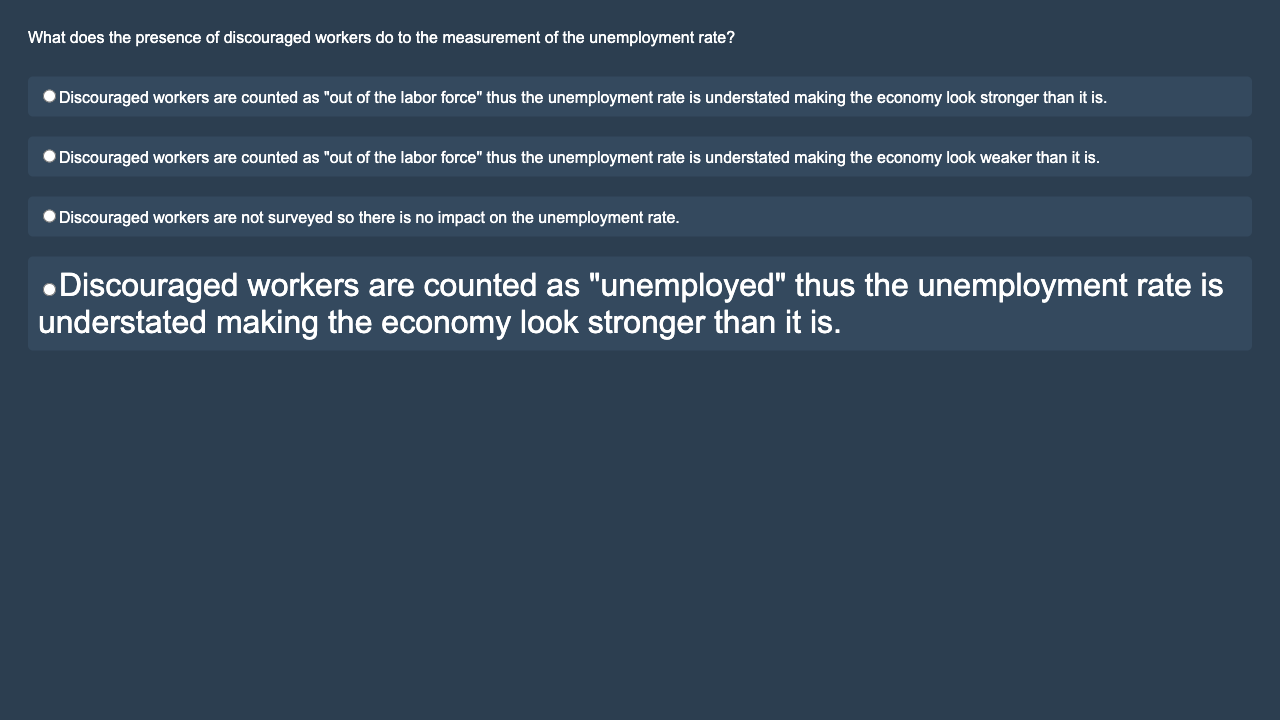 What does the presence of discouraged workers do to the measurement of the unemployment rate?
Discouraged workers are counted as "out of the labor force" thus the unemployment rate is understated making the economy look stronger than it is.
Discouraged workers are counted as "out of the labor force" thus the unemployment rate is understated making the economy look weaker than it is.
Discouraged workers are not surveyed so there is no impact on the unemployment rate.
Discouraged workers are counted as "unemployed" thus the unemployment rate is
understated making the economy look stronger than it is.